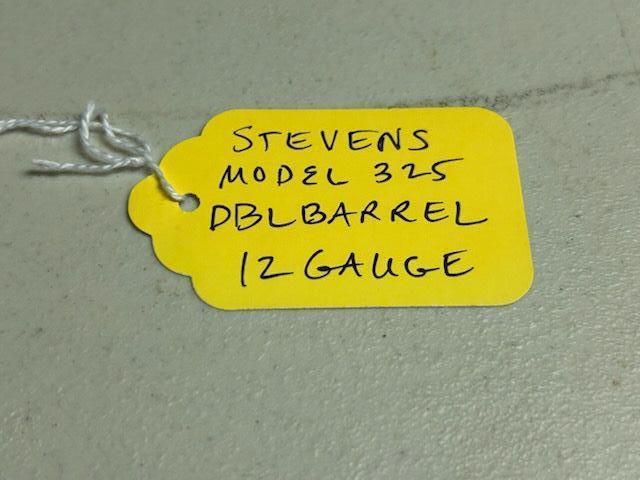 STEVENS
MODEL 325
DBLBARREL
12 GAUGE